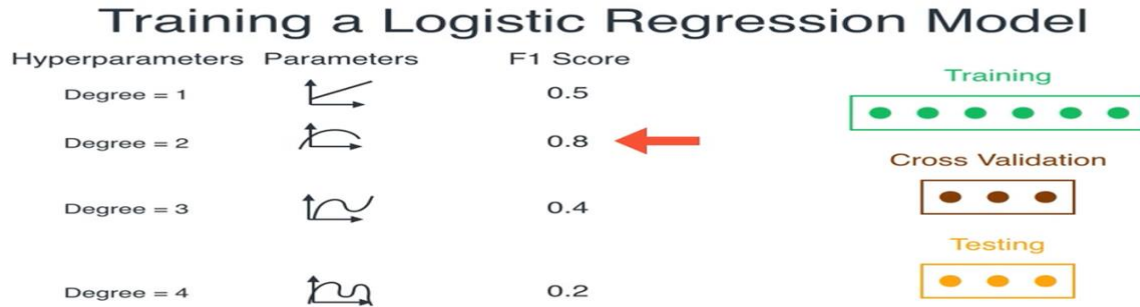 Training a Logistic Regression Model
Hyperparameters Parameters F1 Score
Degree = 1 0.5
Degree = 2 0.8
Degree = 3 0.4
Degree = 4 0.2
Training
Cross Validation
Testing